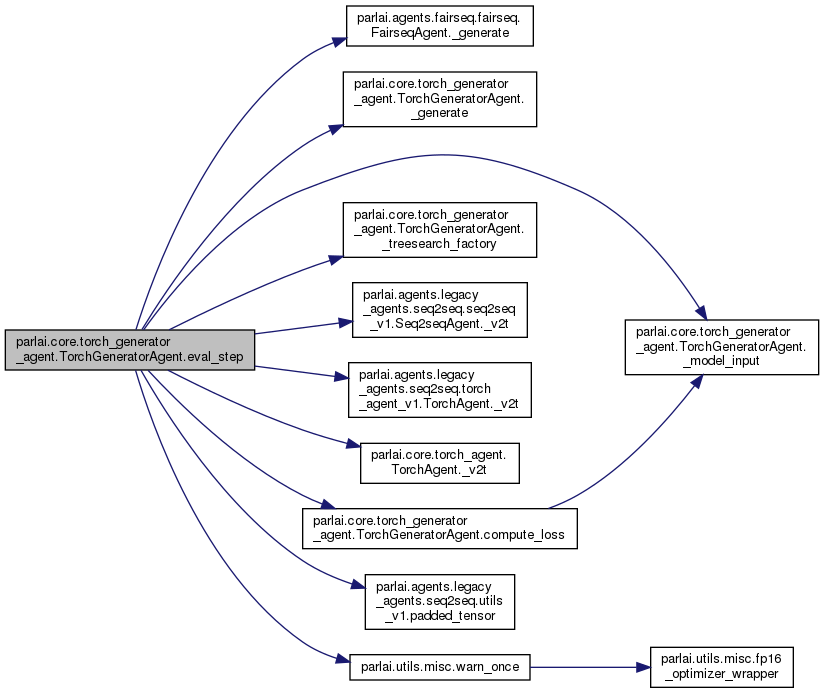 parlai.agents.fairseq.fairseq.
FairseqAgent._generate
parlai.core.torch_generator
_agent.TorchGeneratorAgent.
_generate
parlai.core.torch_generator
_agent.TorchGeneratorAgent.
_treesearch_factory
parlai.agents.legacy
_agents.seq2seq.seq2seq
_v1.Seq2seqAgent._v2t
parlai.core.torch_generator
_agent.TorchGeneratorAgent.eval_step
parlai.core.torch_generator
_agent.TorchGeneratorAgent.
_model_input
parlai.agents.legacy
_agents.seq2seq.torch
_agent_v1.TorchAgent._v2t
parlai.core.torch_agent.
TorchAgent._v2t
parlai.core.torch_generator
_agent.TorchGeneratorAgent.compute_loss
parlai.agents.legacy
_agents.seq2seq.utils
_v1.padded_tensor
parlai.utils.misc.warn_once
parlai.utils.misc.fp16
_optimizer_wrapper